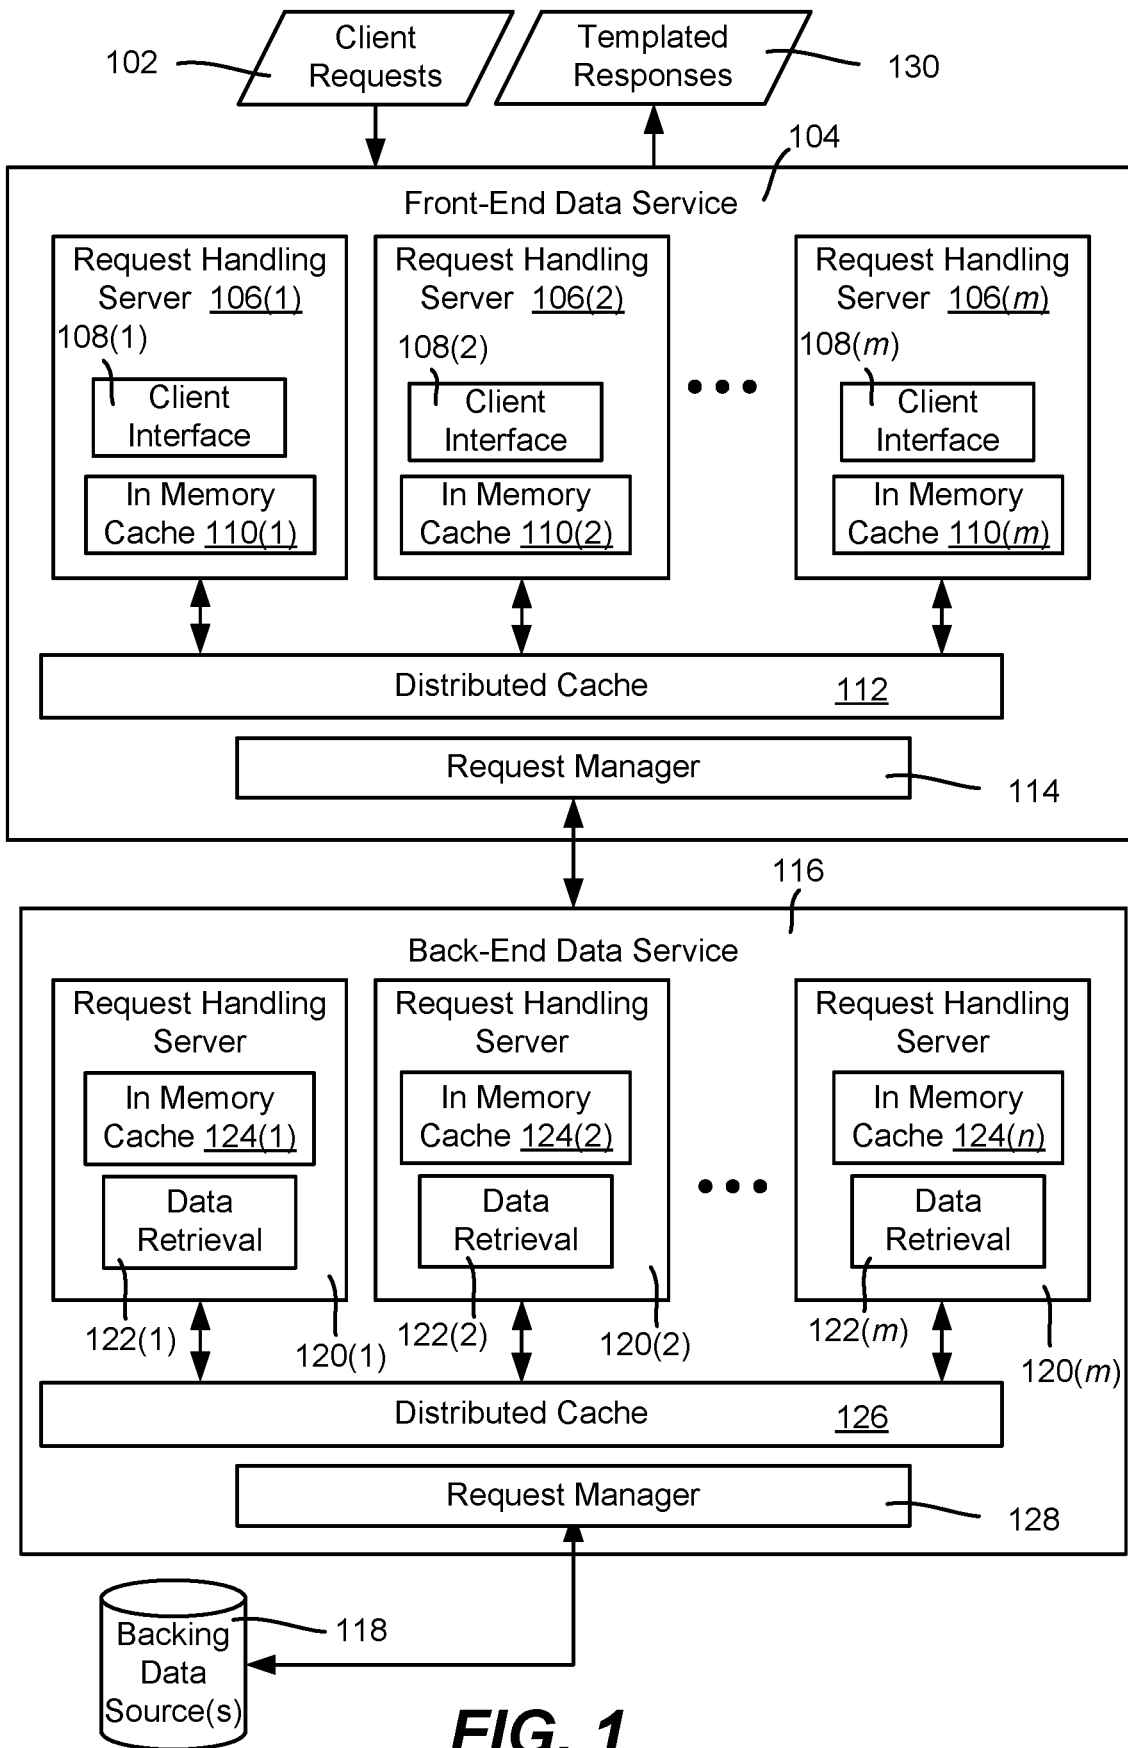 Client
Requests
Templated
Responses
102
130
104
Front-End Data Service
Request Handling
Server 106(1)
Request Handling
Server 106(2)
Request Handling
Server 106(m)
108(1)
108(2)
108(m)
Client
Interface
Client
Interface
Client
Interface
In Memory
Cache 110(1)
In Memory
Cache 110(2)
In Memory
Cache 110(m)
Distributed Cache 112
Request Manager
114
116
Back-End Data Service
Request Handling
Server
Request Handling
Server
Request Handling
Server
In Memory
Cache 124(1)
In Memory
Cache 124(2)
In Memory
Cache 124(n)
Data
Retrieval
Data
Retrieval
Data
Retrieval
122(1)
120(1)
122(2)
120(2)
122(m)
120(m)
Distributed Cache 126
Request Manager
128
Backing
Data
Source(s)
118
FIG. 1